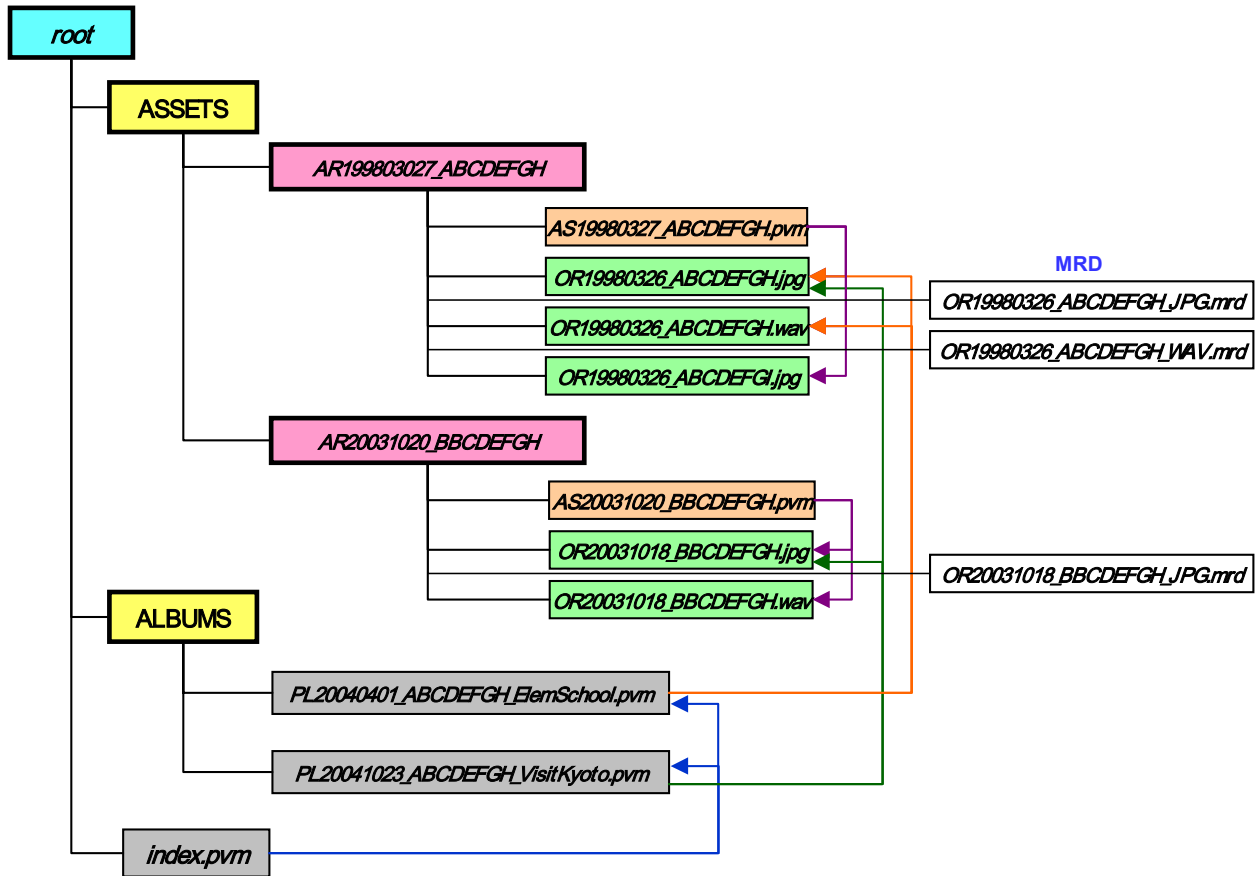 root
ASSETS
AR199803027_ABCDEFGH
AS19980327_ABCDEFGH.pvm
MRD
OR19980326_ABCDEFGH.jpg
OR19980326_ABCDEFGH_JPG.mrd
OR19980326_ABCDEFGH.wav
OR19980326_ABCDEFGH_WAV.mrd
OR19980326_ABCDEFGI.jpg
AR20031020_BBCDEFGH
AS20031020_BBCDEFGH.pvm
OR20031018_BBCDEFGH.jpg
OR20031018_BBCDEFGH_JPG.mrd
OR20031018_BBCDEFGH.wav
ALBUMS
PL20040401_ABCDEFGH_ElemSchool.pvm
PL20041023_ABCDEFGH_VisitKyoto.pvm
index.pvm